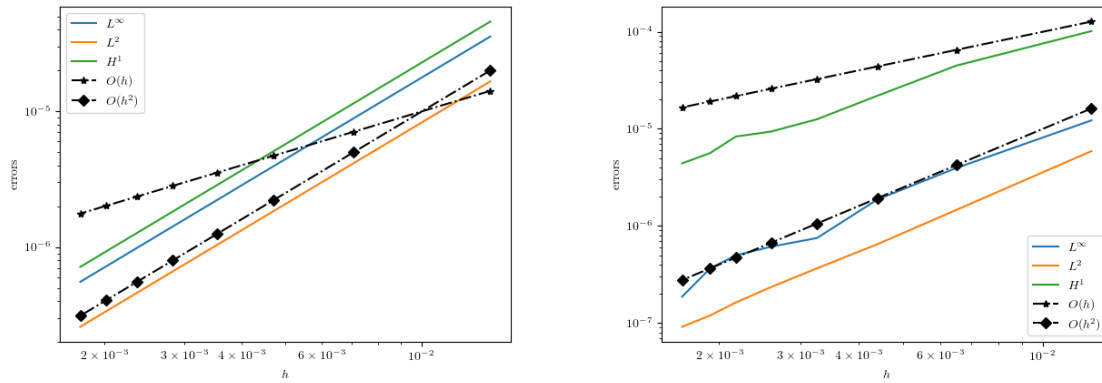 L∞
L²
H¹
O(h)
O(h²)
10⁻⁵
10⁻⁶
errors
2 × 10⁻³
3 × 10⁻³
4 × 10⁻³
6 × 10⁻³
10⁻²
h
10⁻⁴
10⁻⁵
10⁻⁶
10⁻⁷
errors
L∞
L²
H¹
O(h)
O(h²)
2 × 10⁻³
3 × 10⁻³
4 × 10⁻³
6 × 10⁻³
10⁻²
h